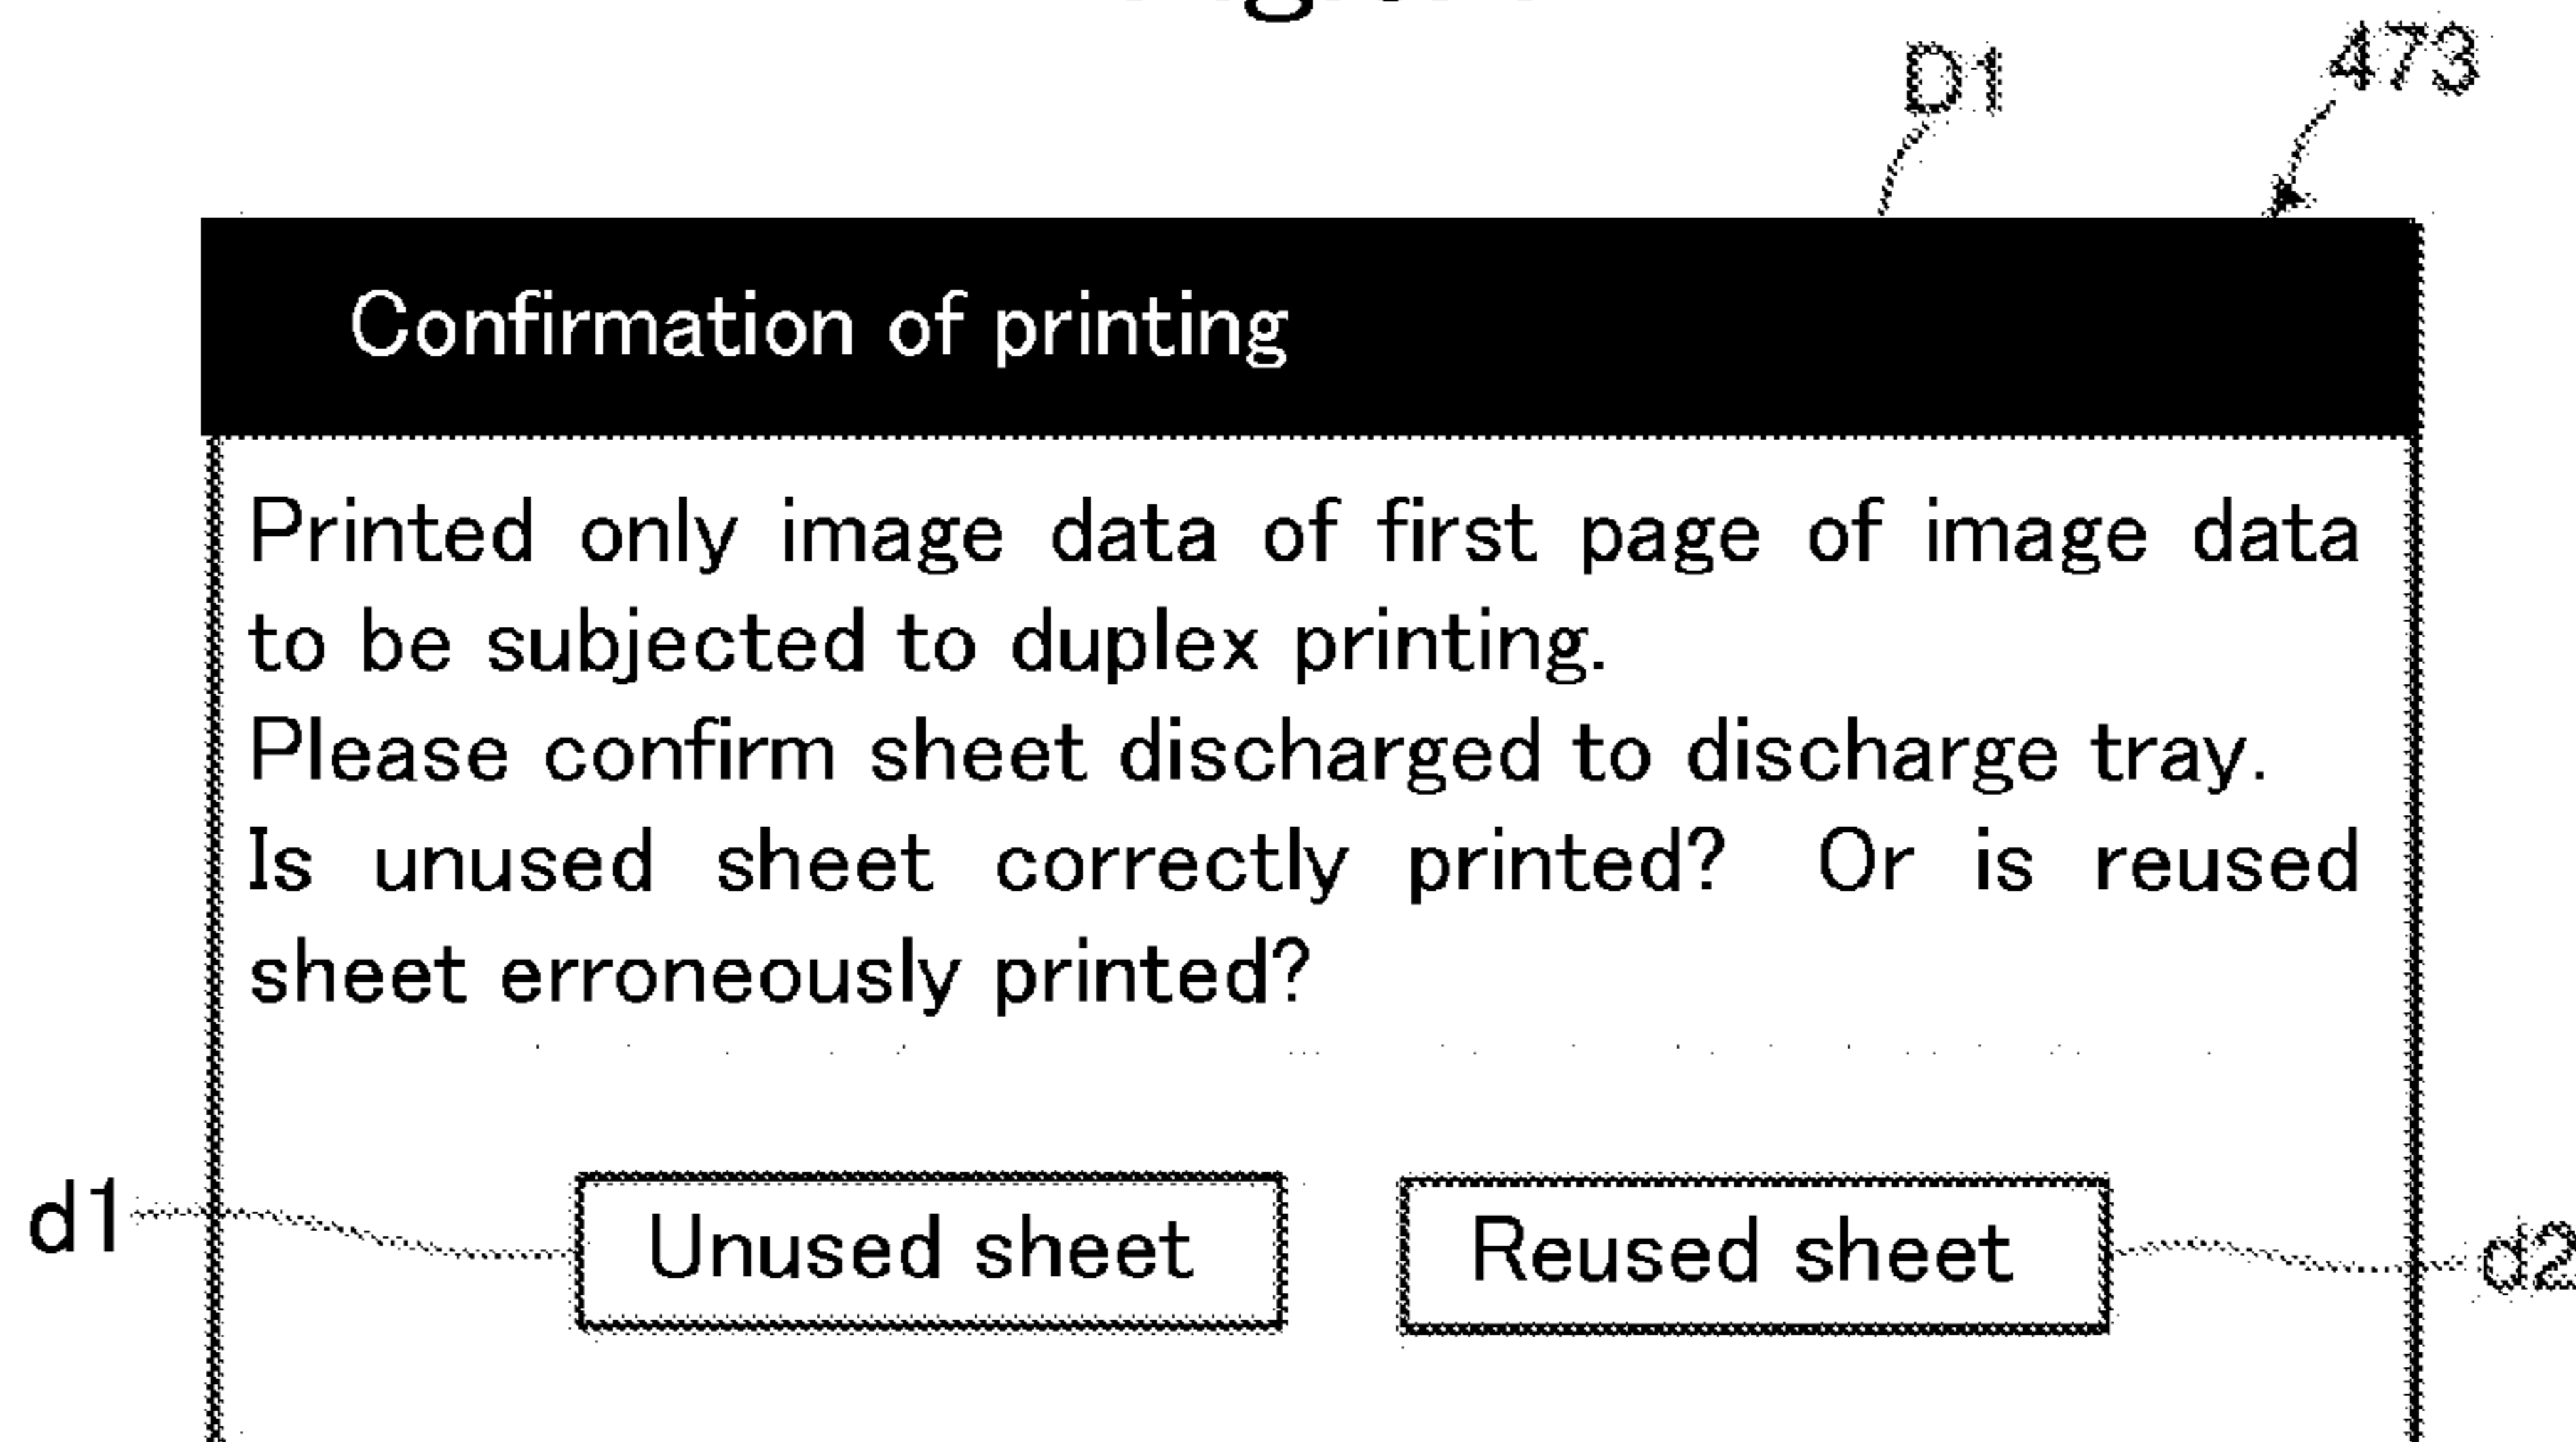 D1
473
Confirmation of printing
Printed only image data of first page of image data
to be subjected to duplex printing.
Please confirm sheet discharged to discharge tray.
Is unused sheet correctly printed? Or is reused
sheet erroneously printed?
d1
Unused sheet
Reused sheet
d2